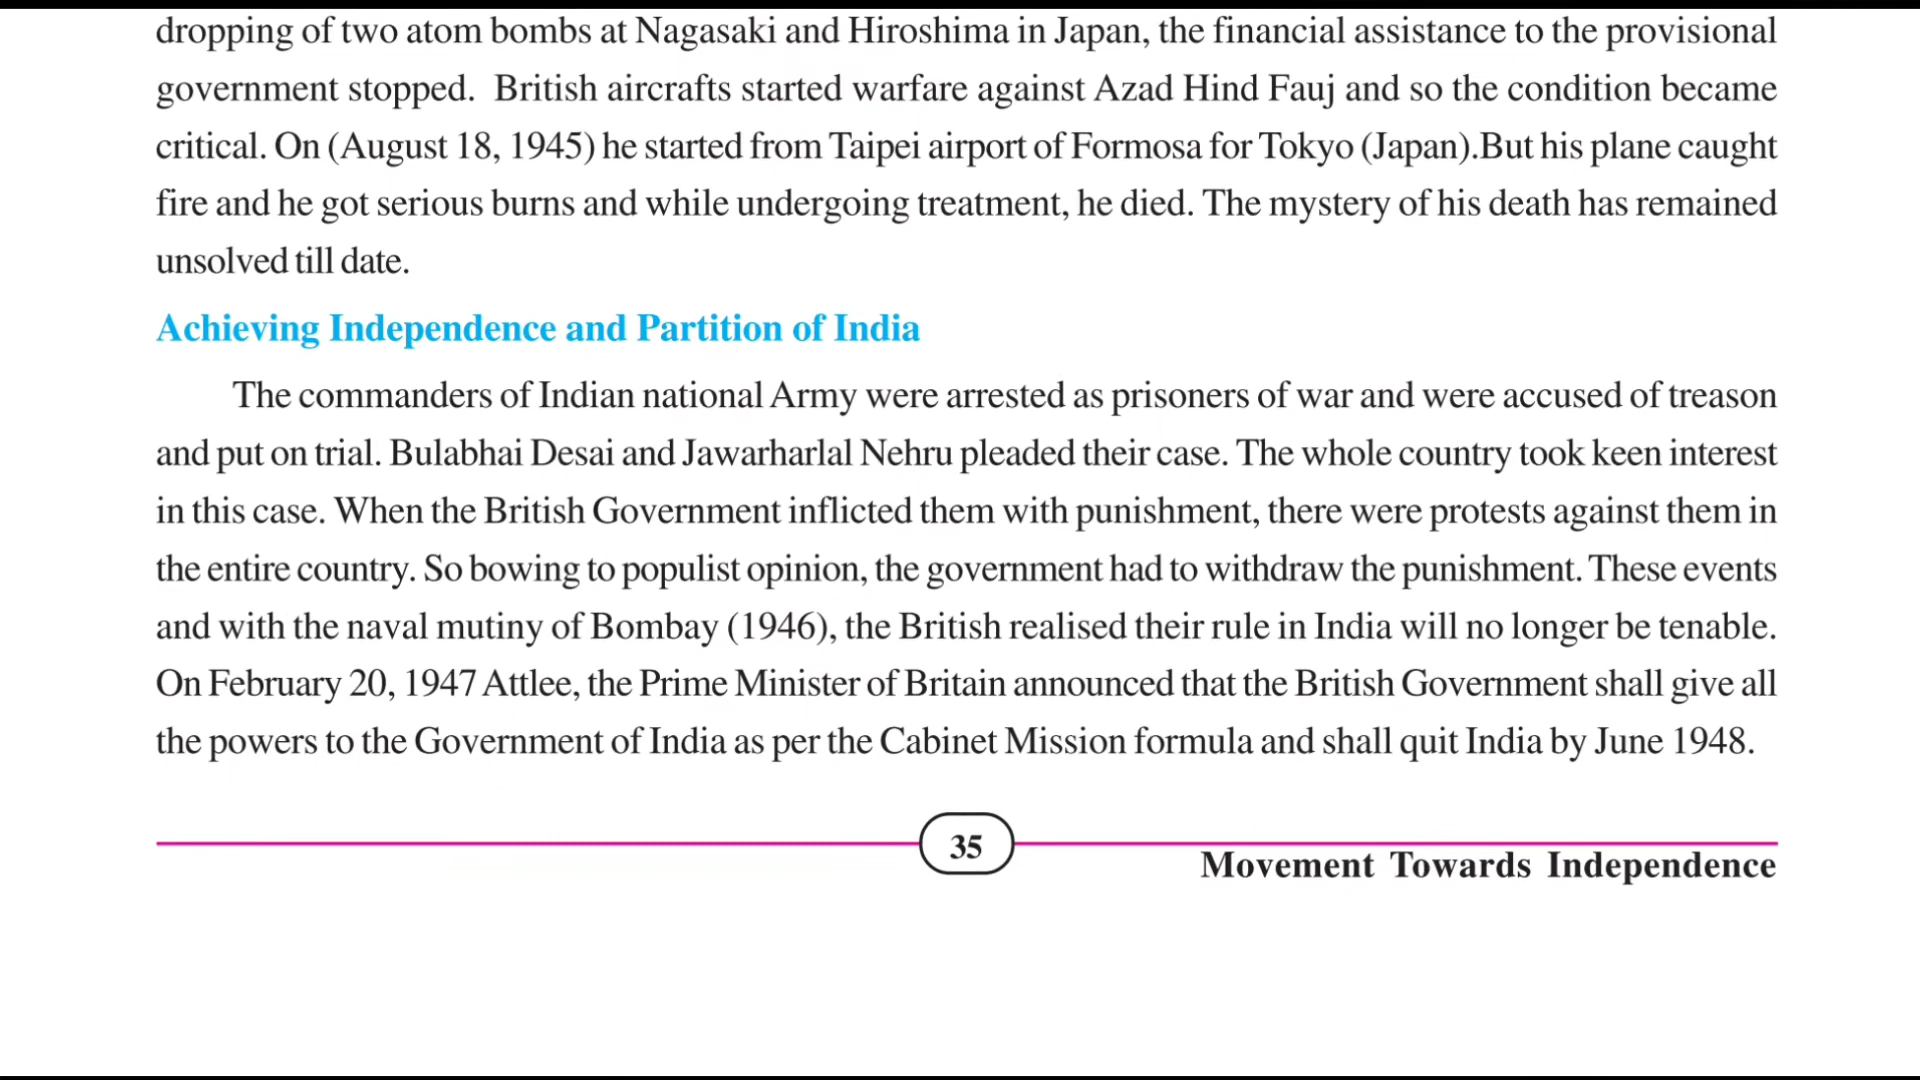 dropping of two atom bombs at Nagasaki and Hiroshima in Japan, the financial assistance to the provisional
government stopped.  British aircrafts started warfare against Azad Hind Fauj and so the condition became
critical. On (August 18, 1945) he started from Taipei airport of Formosa for Tokyo (Japan).But his plane caught
fire and he got serious burns and while undergoing treatment, he died. The mystery of his death has remained
unsolved till date.
Achieving Independence and Partition of India
The commanders of Indian national Army were arrested as prisoners of war and were accused of treason
and put on trial. Bulabhai Desai and Jawarharlal Nehru pleaded their case. The whole country took keen interest
in this case. When the British Government inflicted them with punishment, there were protests against them in
the entire country. So bowing to populist opinion, the government had to withdraw the punishment. These events
and with the naval mutiny of Bombay (1946), the British realised their rule in India will no longer be tenable.
On February 20, 1947 Attlee, the Prime Minister of Britain announced that the British Government shall give all
the powers to the Government of India as per the Cabinet Mission formula and shall quit India by June 1948.
35
Movement Towards Independence